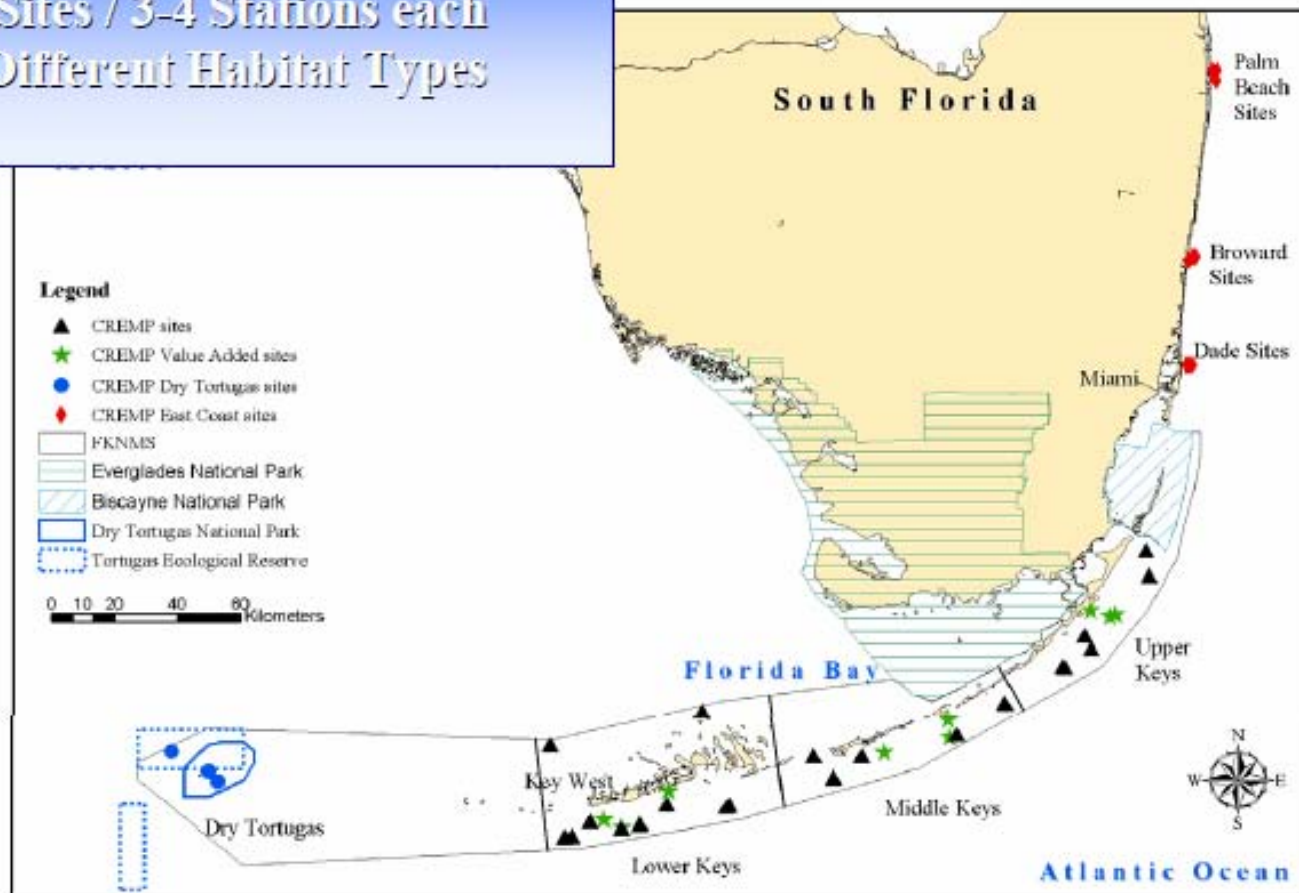 Sites / 3-4 Stations each
Different Habitat Types
South Florida
Palm
Beach
Sites
Broward
Sites
Dade Sites
Miami
Legend
CREMP sites
CREMP Value Added sites
CREMP Dry Tortugas sites
CREMP East Coast sites
FKNMS
Everglades National Park
Biscayne National Park
Dry Tortugas National Park
Tortugas Ecological Reserve
0 10 20 40 60
Kilometers
Florida Bay
Upper
Keys
Key West
Middle Keys
Dry Tortugas
Lower Keys
N
W E
S
Atlantic Ocean